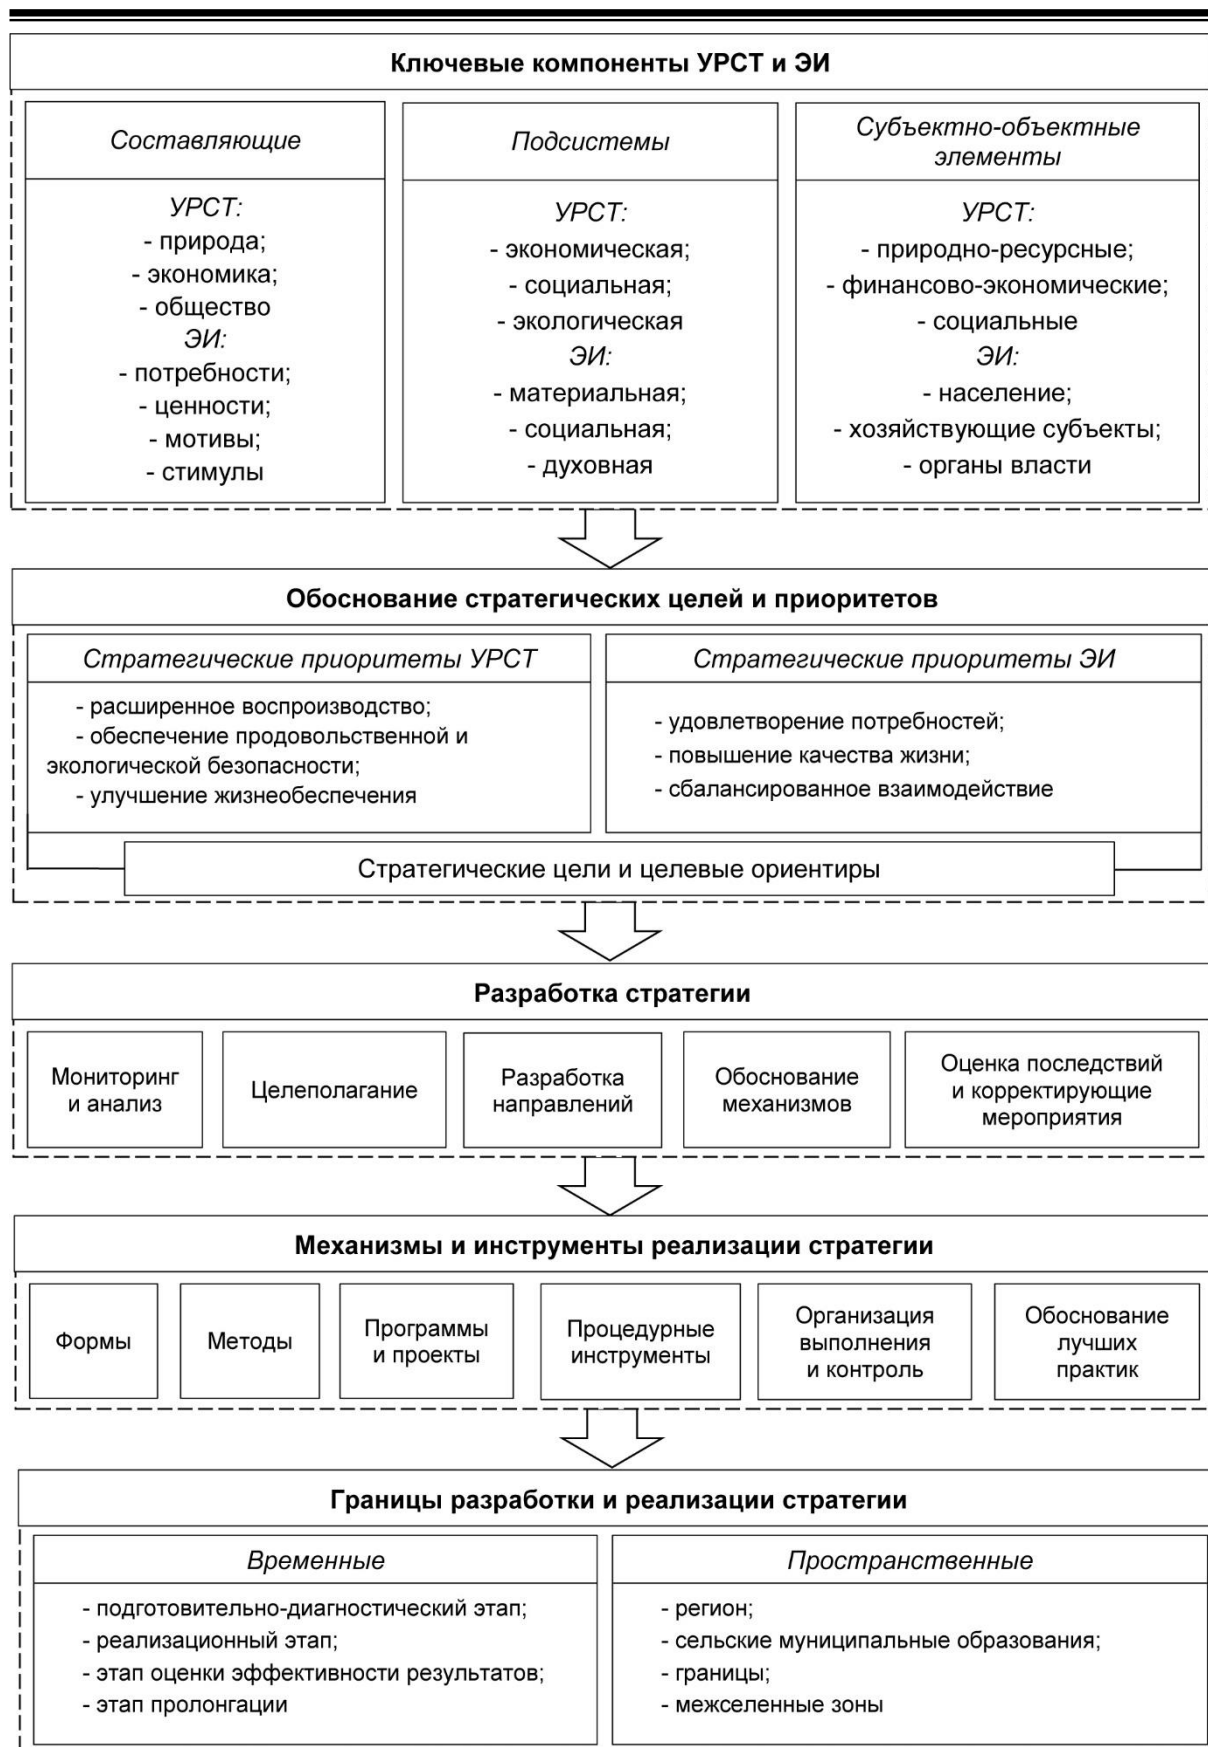 Ключевые компоненты УРСТ и ЭИ
Составляющие
УРСТ:
- природа;
- экономика;
- общество
ЭИ:
- потребности;
- ценности;
- мотивы;
- стимулы
Подсистемы
УРСТ:
- экономическая;
- социальная;
- экологическая
ЭИ:
- материальная;
- социальная;
- духовная
Субъектно-объектные
элементы
УРСТ:
- природно-ресурсные;
- финансово-экономические;
- социальные
ЭИ:
- население;
- хозяйствующие субъекты;
- органы власти
Обоснование стратегических целей и приоритетов
Стратегические приоритеты УРСТ
- расширенное воспроизводство;
- обеспечение продовольственной и
экологической безопасности;
- улучшение жизнеобеспечения
Стратегические приоритеты ЭИ
- удовлетворение потребностей;
- повышение качества жизни;
- сбалансированное взаимодействие
Стратегические цели и целевые ориентиры
Разработка стратегии
Мониторинг
и анализ
Целеполагание
Разработка
направлений
Обоснование
механизмов
Оценка последствий
и корректирующие
мероприятия
Механизмы и инструменты реализации стратегии
Формы
Методы
Программы
и проекты
Процедурные
инструменты
Организация
выполнения
и контроль
Обоснование
лучших
практик
Границы разработки и реализации стратегии
Временные
- подготовительно-диагностический этап;
- реализационный этап;
- этап оценки эффективности результатов;
- этап пролонгации
Пространственные
- регион;
- сельские муниципальные образования;
- границы;
- межселенные зоны